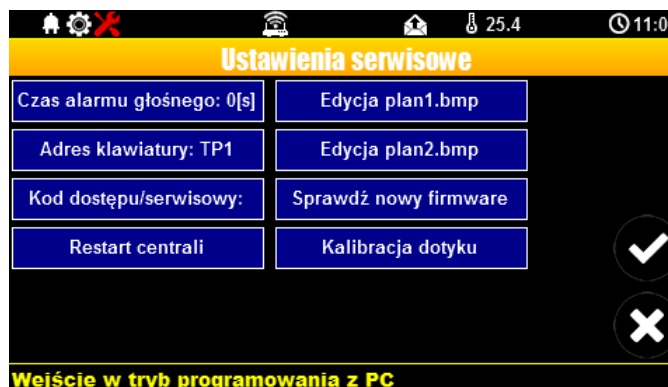 25.4 11:0
Ustawienia serwisowe
Czas alarmu głośnego: 0[s] Edycja plan1.bmp
Adres klawiatury: TP1 Edycja plan2.bmp
Kod dostępu/serwisowy: Sprawdź nowy firmware
Restart centrali Kalibracja dotyku
Wejście w tryb programowania z PC